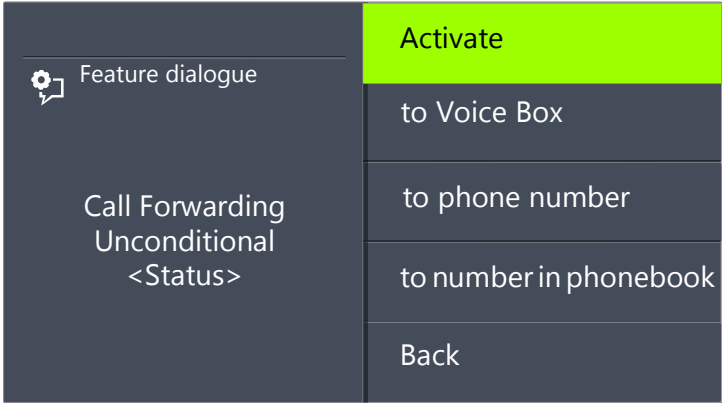 Feature dialogue
Call Forwarding
Unconditional
<Status>
Activate
to Voice Box
to phone number
to number in phonebook
Back